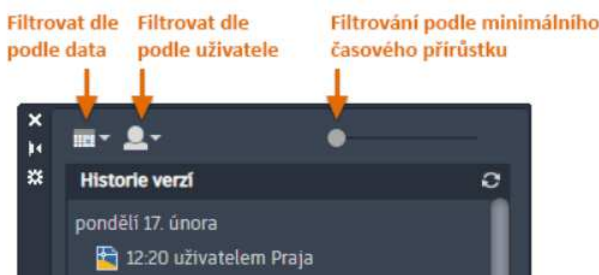 Filtrovat dle
podle data
Filtrovat dle
podle uživatele
Filtrování podle minimálního
časového přírůstku
Historie verzí
pondělí 17. února
12:20 uživatelem Praja